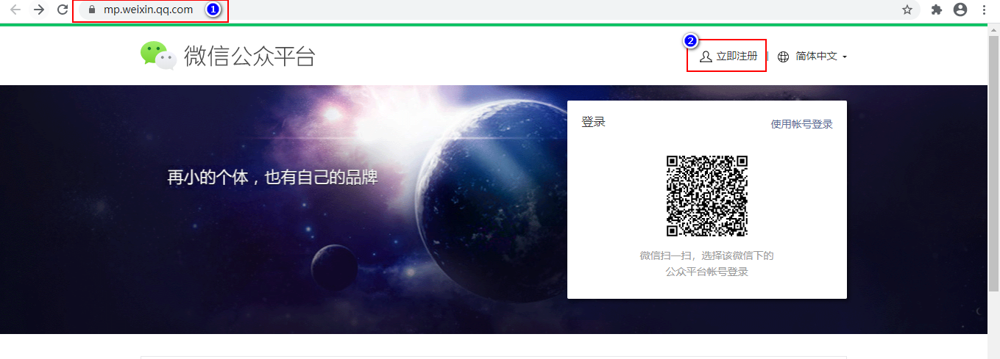 mp.weixin.qq.com 1
2
微信公众平台
立即注册
简体中文
登录
使用帐号登录
再小的个体，也有自己的品牌
微信扫一扫，选择该微信下的
公众平台帐号登录